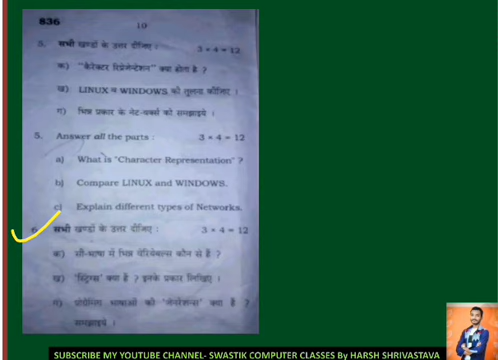 836
10
5. सभी खण्डों के उत्तर दीजिए : 3 × 4 = 12
क) "कैरेक्टर रिप्रेजेन्टेशन" क्या होता है ?
ख) LINUX व WINDOWS की तुलना कीजिए ।
ग) भिन्न प्रकार के नेट-वर्क्स को समझाइये ।
5. Answer all the parts : 3 × 4 = 12
a) What is "Character Representation" ?
b) Compare LINUX and WINDOWS.
c) Explain different types of Networks.
6. सभी खण्डों के उत्तर दीजिए : 3 × 4 = 12
क) सी-भाषा में भिन्न वैरियेबल्स कौन से हैं ?
ख) 'स्ट्रिंग्स' क्या हैं ? इनके प्रकार लिखिए ।
ग) प्रोग्रामिंग भाषाओं की 'जेनरेशन्स' क्या हैं ?
समझाइये ।
SUBSCRIBE MY YOUTUBE CHANNEL- SWASTIK COMPUTER CLASSES By HARSH SHRIVASTAVA